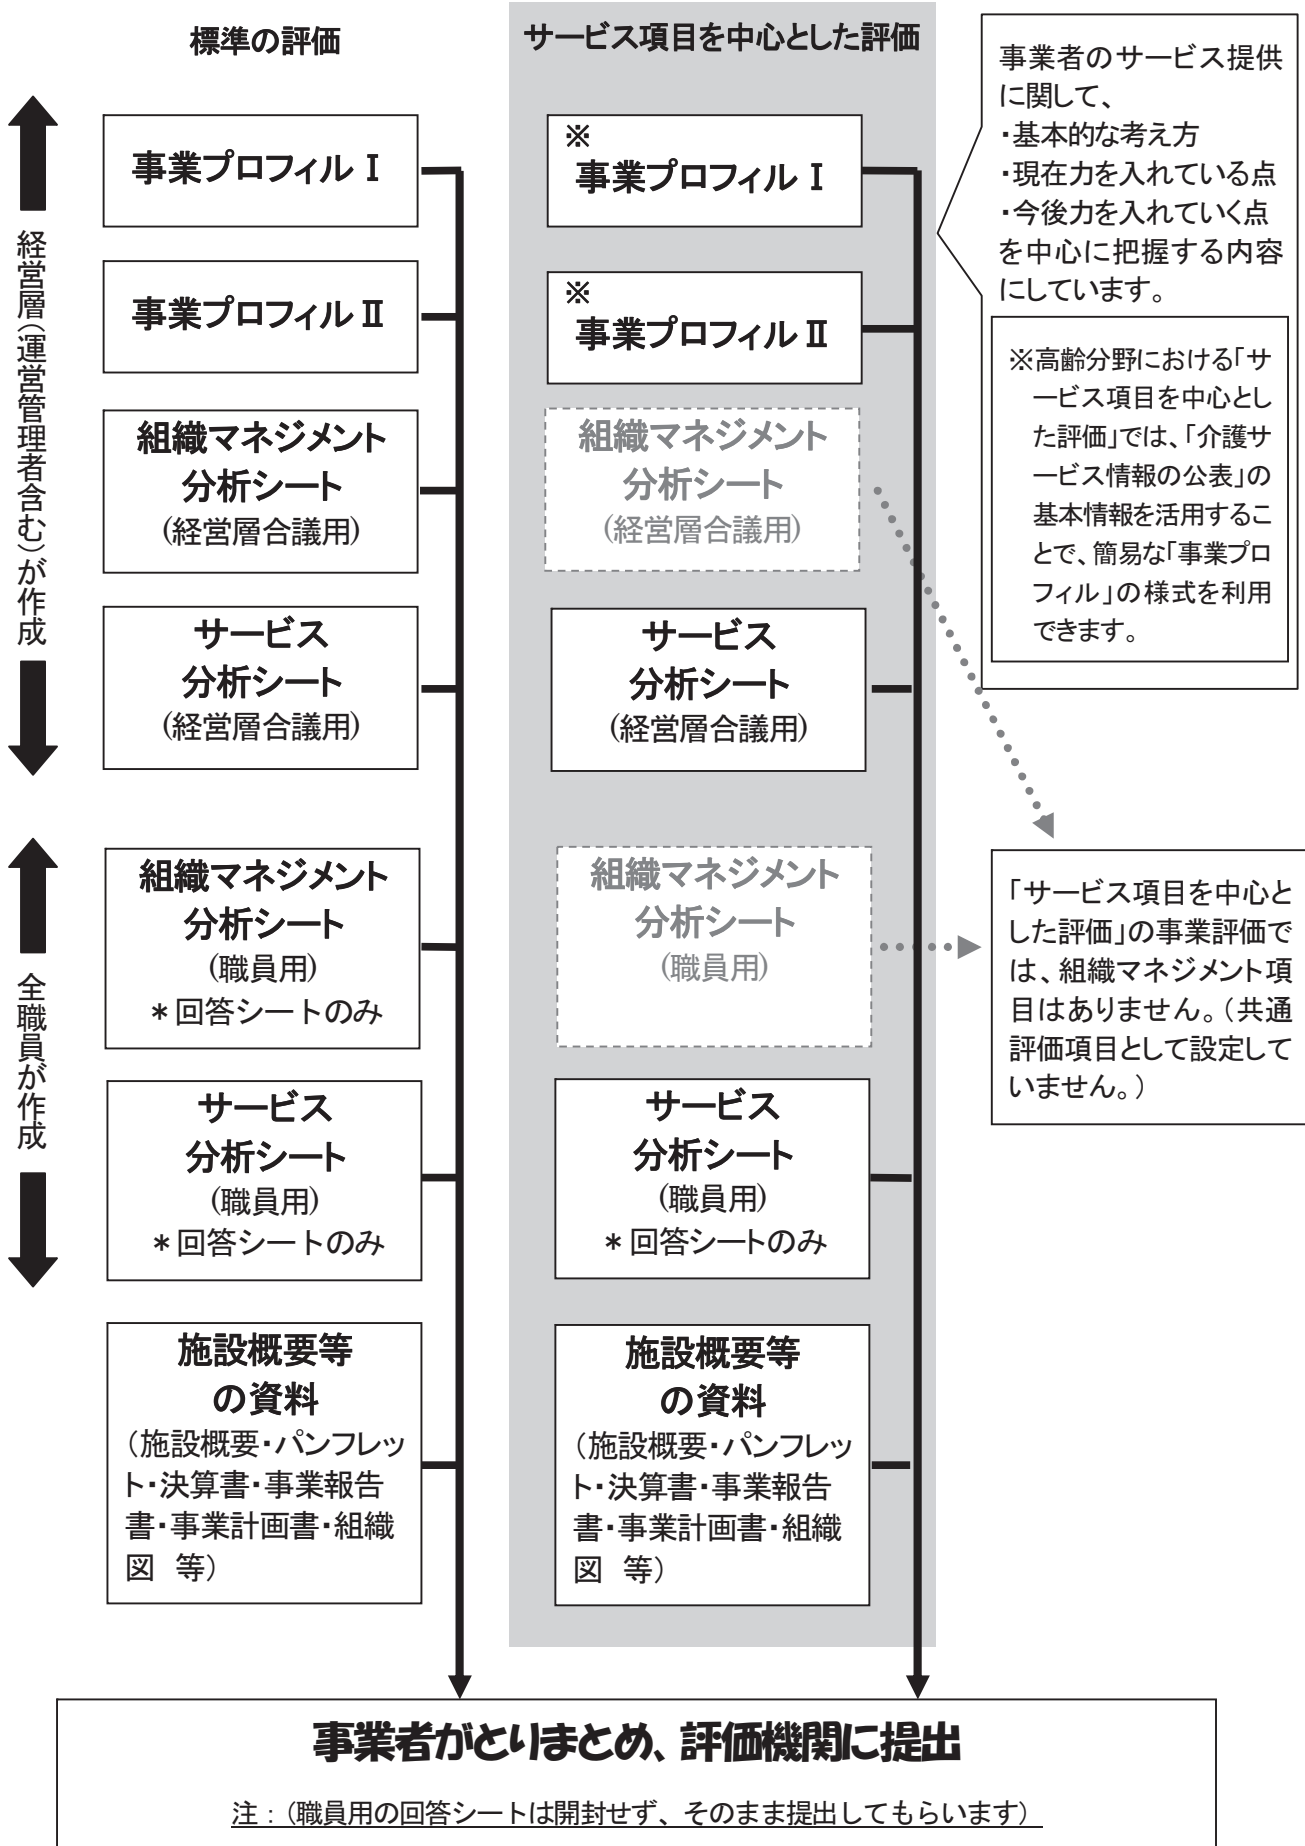 標準の評価
サービス項目を中心とした評価
経営層(運営管理者含む)が作成
全職員が作成
事業プロフィルⅠ
事業プロフィルⅡ
組織マネジメント
分析シート
(経営層合議用)
サービス
分析シート
(経営層合議用)
組織マネジメント
分析シート
(職員用)
*回答シートのみ
サービス
分析シート
(職員用)
*回答シートのみ
施設概要等
の資料
(施設概要・パンフレッ
ト・決算書・事業報告
書・事業計画書・組織
図 等)
※
事業プロフィルⅠ
※
事業プロフィルⅡ
組織マネジメント
分析シート
(経営層合議用)
サービス
分析シート
(経営層合議用)
組織マネジメント
分析シート
(職員用)
サービス
分析シート
(職員用)
*回答シートのみ
施設概要等
の資料
(施設概要・パンフレッ
ト・決算書・事業報告
書・事業計画書・組織
図 等)
事業者のサービス提供
に関して、
・基本的な考え方
・現在力を入れている点
・今後力を入れていく点
を中心に把握する内容
にしています。
※高齢分野における「サ
ービス項目を中心とし
た評価」では、「介護サ
ービス情報の公表」の
基本情報を活用するこ
とで、簡易な「事業プロ
フィル」の様式を利用
できます。
「サービス項目を中心と
した評価」の事業評価で
は、組織マネジメント項
目はありません。(共通
評価項目として設定して
いません。)
事業者がとりまとめ、評価機関に提出
注:(職員用の回答シートは開封せず、そのまま提出してもらいます)